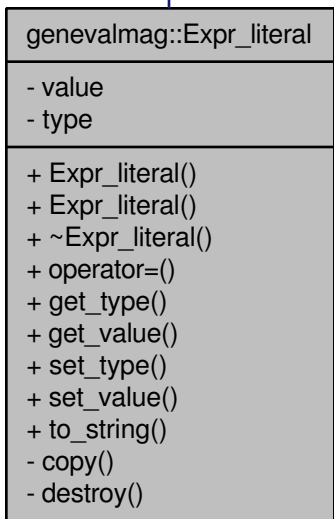 genevalmag::Expr_literal
- value
- type
+ Expr_literal()
+ Expr_literal()
+ ~Expr_literal()
+ operator=()
+ get_type()
+ get_value()
+ set_type()
+ set_value()
+ to_string()
- copy()
- destroy()